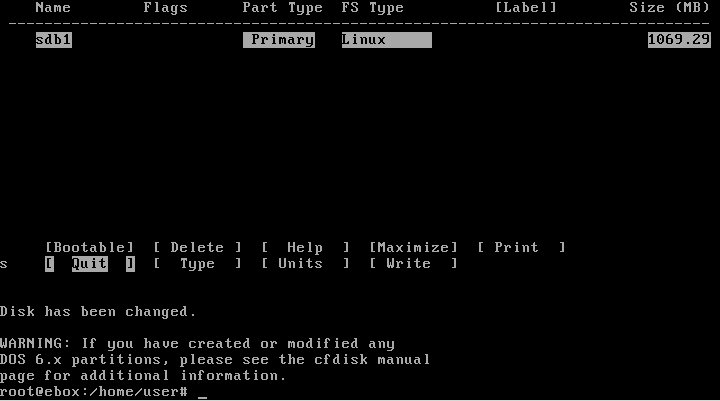 Name Flags Part Type FS Type [Label] Size (MB)
sdb1 Primary Linux 1069.29
[Bootable] [ Delete ] [ Help ] [Maximize] [ Print ]
s [ Quit ] [ Type ] [ Units ] [ Write ]
Disk has been changed.
WARNING: If you have created or modified any
DOS 6.x partitions, please see the cfdisk manual
page for additional information.
root@ebox:/home/user# _